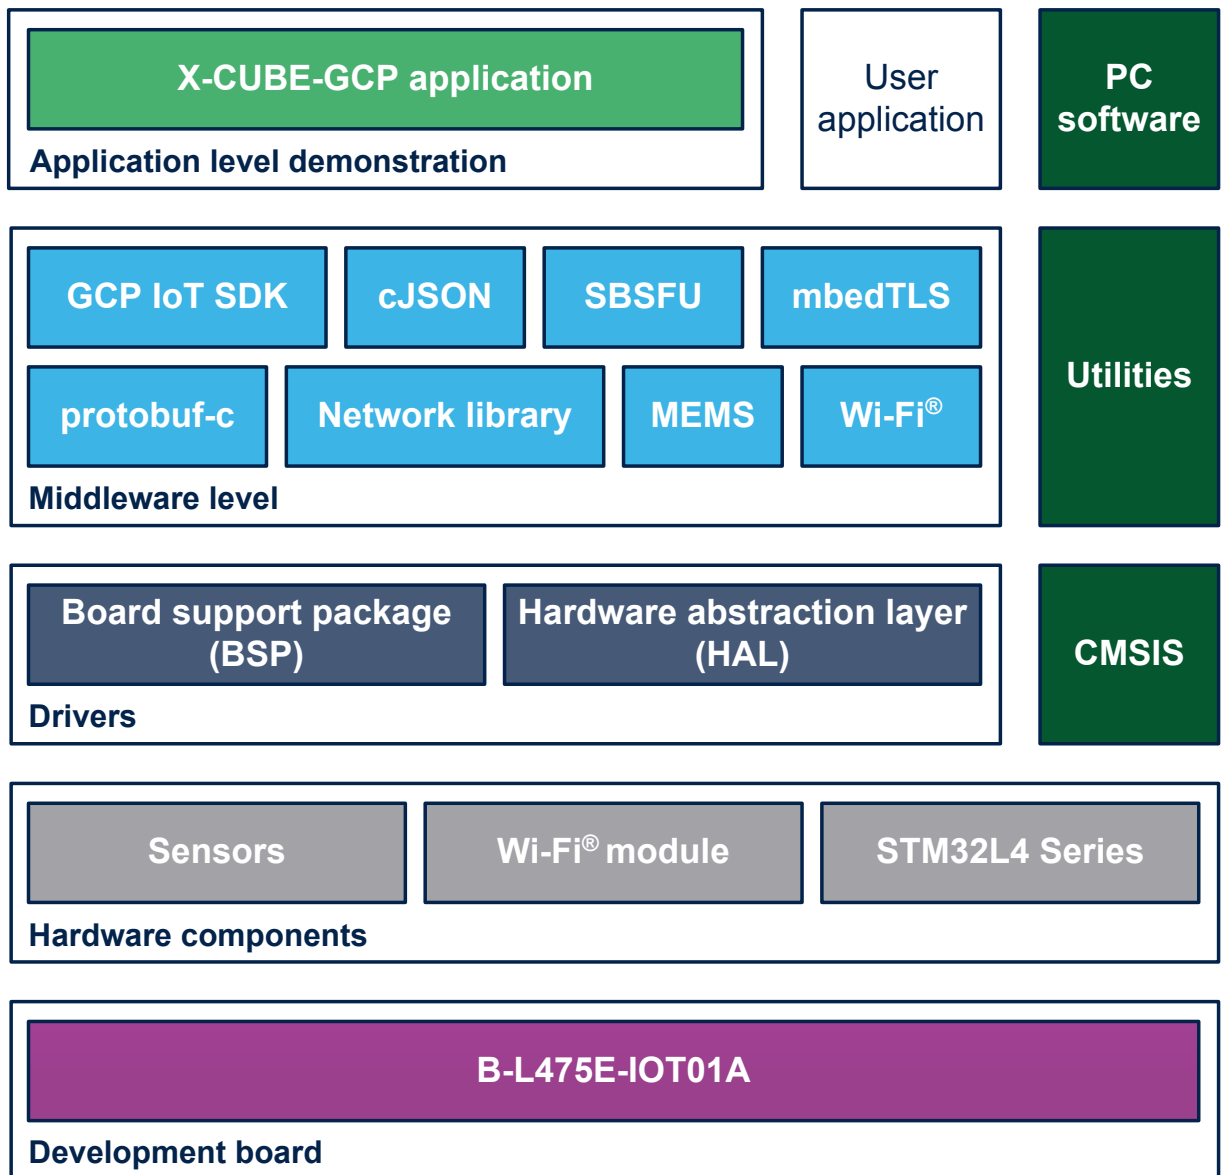 X-CUBE-GCP application
Application level demonstration
User
application
PC
software
GCP IoT SDK
cJSON
SBSFU
mbedTLS
protobuf-c
Network library
MEMS
Wi-Fi®
Middleware level
Utilities
Board support package
(BSP)
Hardware abstraction layer
(HAL)
Drivers
CMSIS
Sensors
Wi-Fi® module
STM32L4 Series
Hardware components
B-L475E-IOT01A
Development board